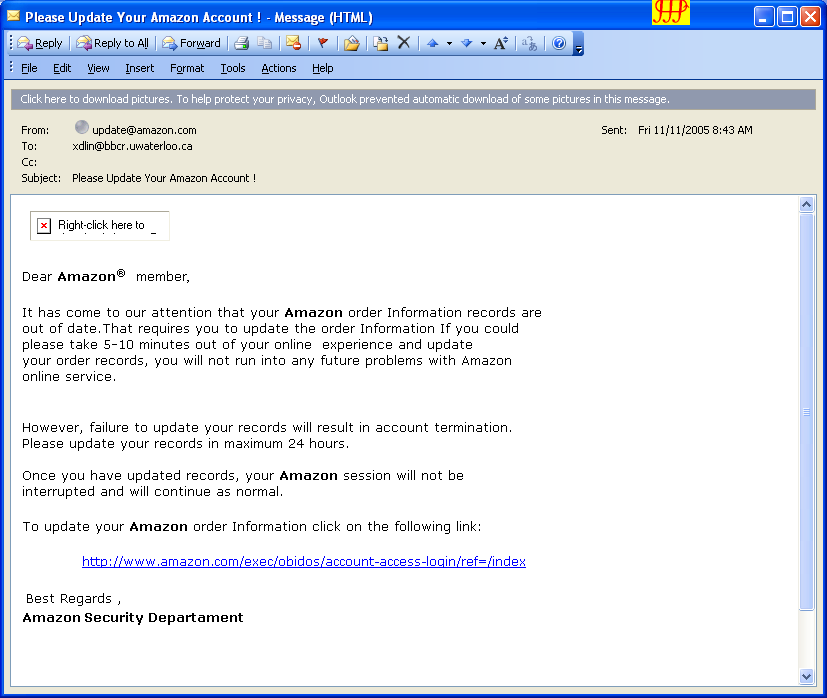 Please Update Your Amazon Account ! - Message (HTML)
Reply Reply to All Forward
File Edit View Insert Format Tools Actions Help
Click here to download pictures. To help protect your privacy, Outlook prevented automatic download of some pictures in this message.
From: update@amazon.com Sent: Fri 11/11/2005 8:43 AM
To: xdlin@bbcr.uwaterloo.ca
Cc:
Subject: Please Update Your Amazon Account !
Right-click here to
Dear Amazon® member,
It has come to our attention that your Amazon order Information records are
out of date.That requires you to update the order Information If you could
please take 5-10 minutes out of your online experience and update
your order records, you will not run into any future problems with Amazon
online service.
However, failure to update your records will result in account termination.
Please update your records in maximum 24 hours.
Once you have updated records, your Amazon session will not be
interrupted and will continue as normal.
To update your Amazon order Information click on the following link:
http://www.amazon.com/exec/obidos/account-access-login/ref=/index
Best Regards ,
Amazon Security Departament